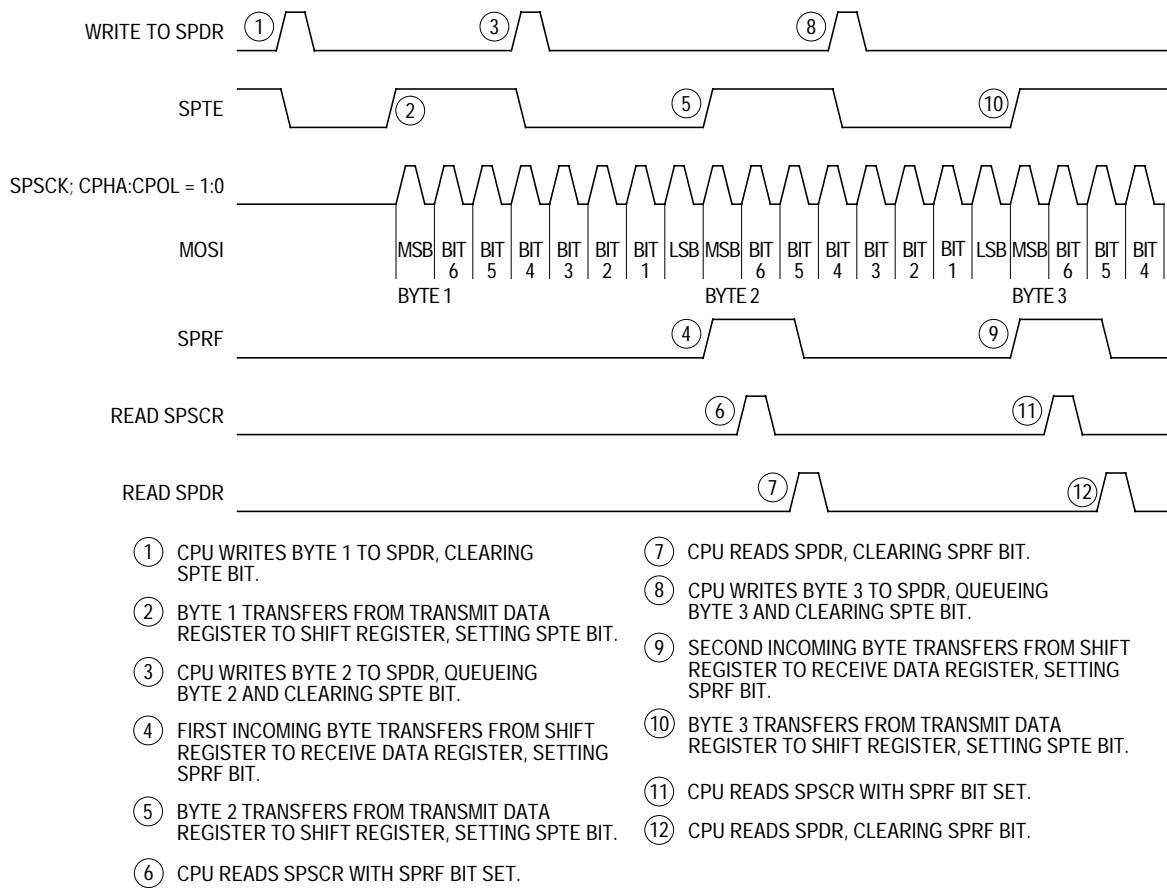 WRITE TO SPDR
1
3
8
SPTE
2
5
10
SPSCK; CPHA:CPOL = 1:0
MOSI
MSB BIT 6 BIT 5 BIT 4 BIT 3 BIT 2 BIT 1 LSB MSB BIT 6 BIT 5 BIT 4 BIT 3 BIT 2 BIT 1 LSB MSB BIT 6 BIT 5 BIT 4
BYTE 1
BYTE 2
BYTE 3
SPRF
4
9
READ SPSCR
6
11
READ SPDR
7
12
1 CPU WRITES BYTE 1 TO SPDR, CLEARING
SPTE BIT.
2 BYTE 1 TRANSFERS FROM TRANSMIT DATA
REGISTER TO SHIFT REGISTER, SETTING SPTE BIT.
3 CPU WRITES BYTE 2 TO SPDR, QUEUEING
BYTE 2 AND CLEARING SPTE BIT.
4 FIRST INCOMING BYTE TRANSFERS FROM SHIFT
REGISTER TO RECEIVE DATA REGISTER, SETTING
SPRF BIT.
5 BYTE 2 TRANSFERS FROM TRANSMIT DATA
REGISTER TO SHIFT REGISTER, SETTING SPTE BIT.
6 CPU READS SPSCR WITH SPRF BIT SET.
7 CPU READS SPDR, CLEARING SPRF BIT.
8 CPU WRITES BYTE 3 TO SPDR, QUEUEING
BYTE 3 AND CLEARING SPTE BIT.
9 SECOND INCOMING BYTE TRANSFERS FROM SHIFT
REGISTER TO RECEIVE DATA REGISTER, SETTING
SPRF BIT.
10 BYTE 3 TRANSFERS FROM TRANSMIT DATA
REGISTER TO SHIFT REGISTER, SETTING SPTE BIT.
11 CPU READS SPSCR WITH SPRF BIT SET.
12 CPU READS SPDR, CLEARING SPRF BIT.